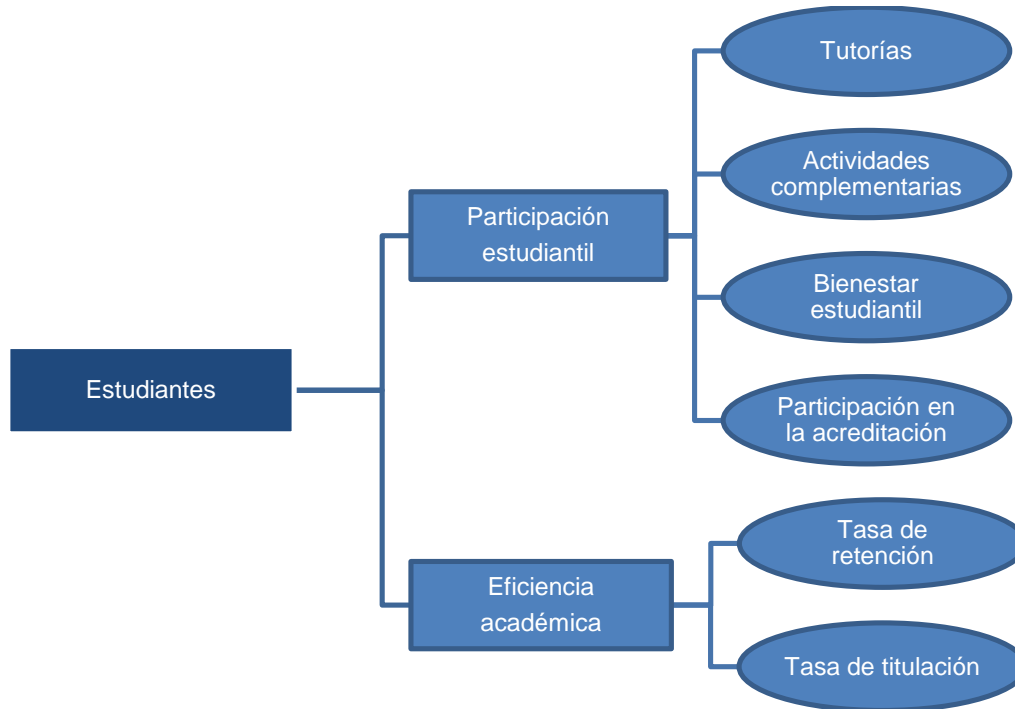 Tutorías
Actividades
complementarias
Participación
estudiantil
Bienestar
estudiantil
Estudiantes
Participación en
la acreditación
Tasa de
retención
Eficiencia
académica
Tasa de titulación